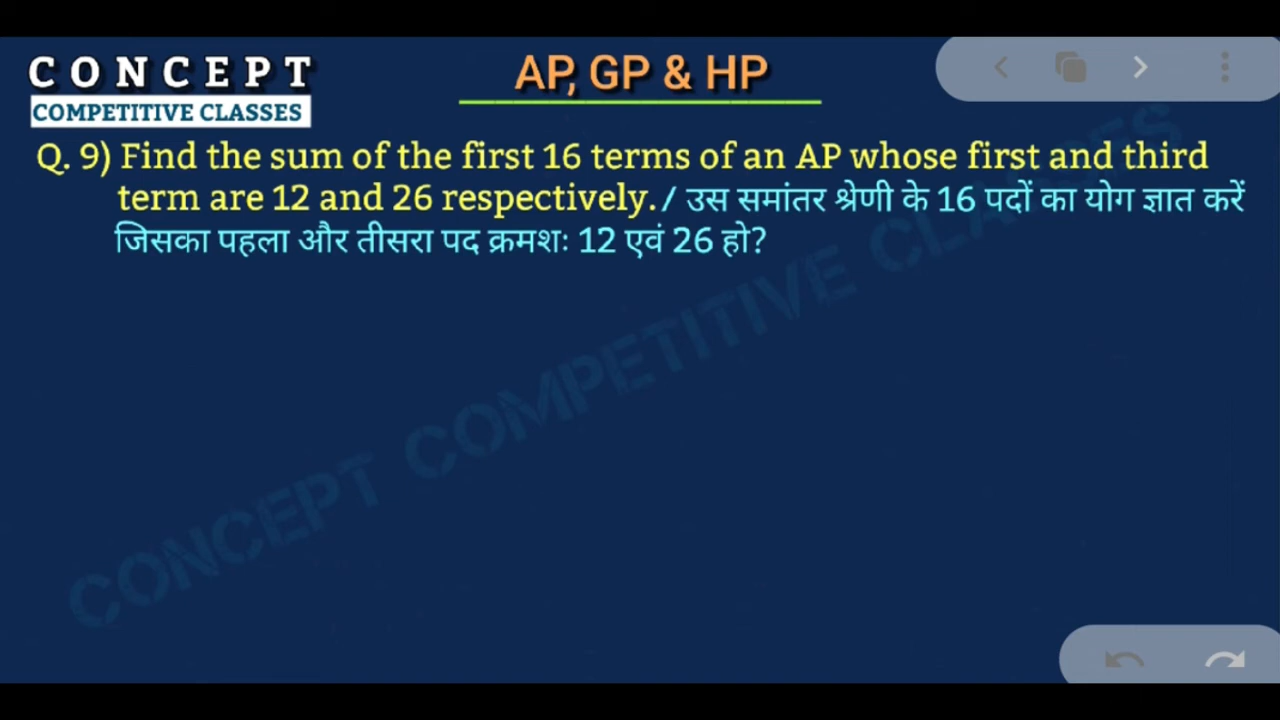 CONCEPT
COMPETITIVE CLASSES
AP, GP & HP
Q. 9) Find the sum of the first 16 terms of an AP whose first and third
term are 12 and 26 respectively. / उस समांतर श्रेणी के 16 पदों का योग ज्ञात करें
जिसका पहला और तीसरा पद क्रमशः 12 एवं 26 हो?
CONCEPT COMPETITIVE CLASSES